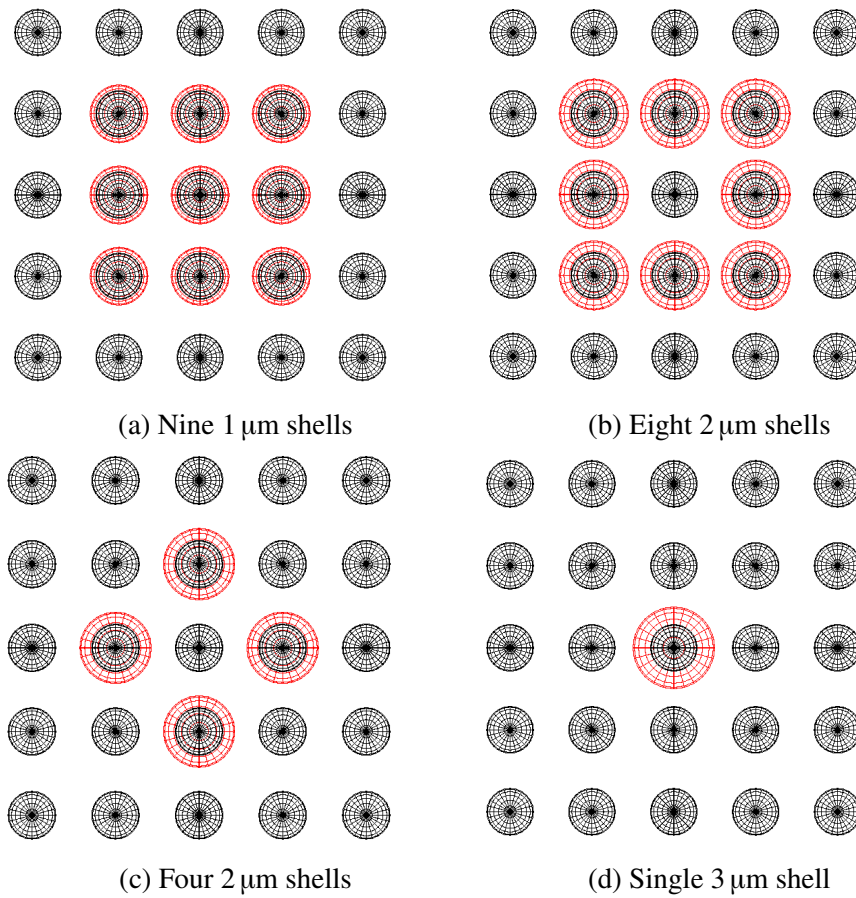 (a) Nine 1 µm shells
(b) Eight 2 µm shells
(c) Four 2 µm shells
(d) Single 3 µm shell